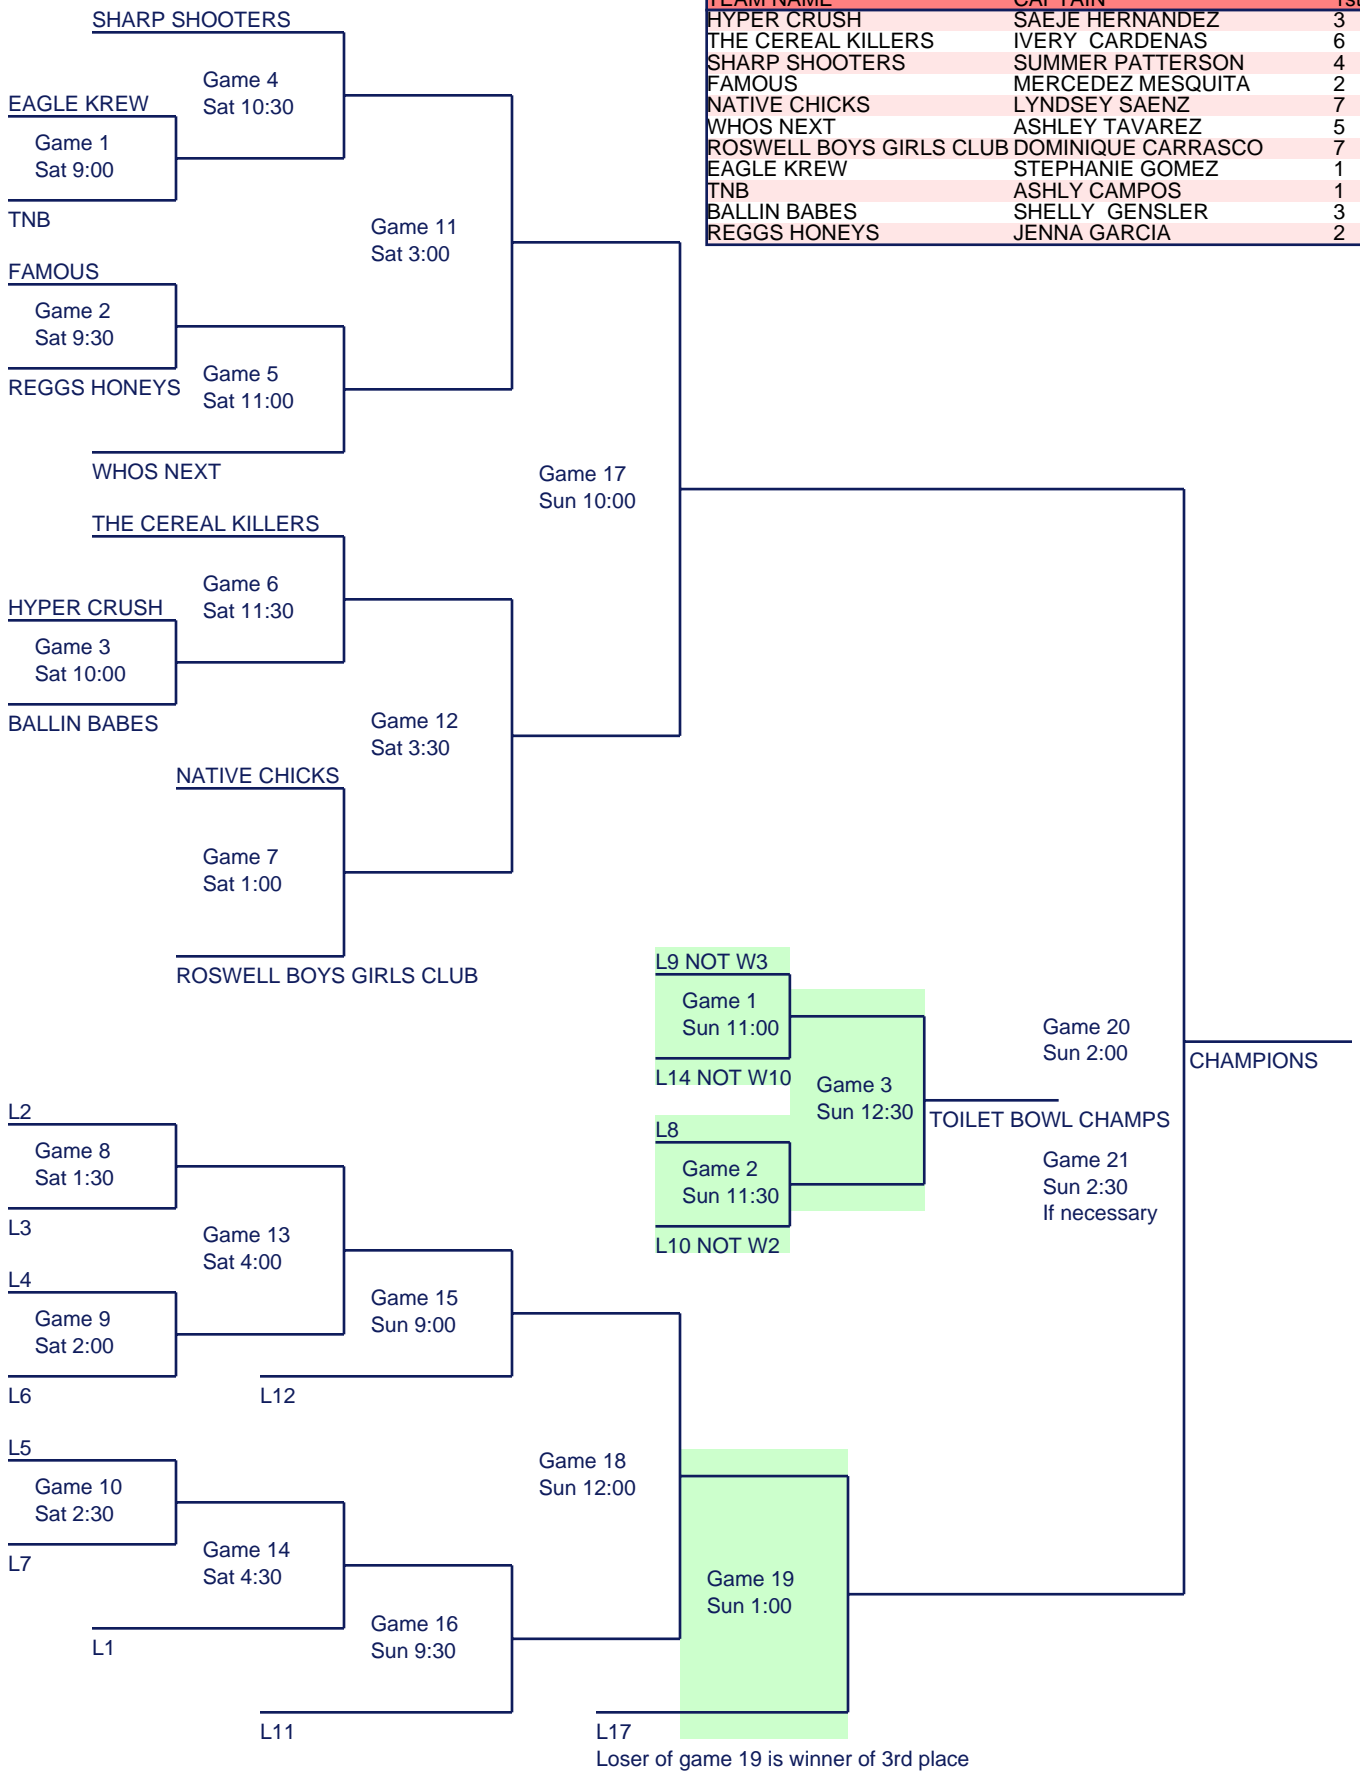 TEAM NAME CAPTAIN 1st
HYPER CRUSH SAEJE HERNANDEZ 3
THE CEREAL KILLERS IVERY CARDENAS 6
SHARP SHOOTERS SUMMER PATTERSON 4
FAMOUS MERCEDEZ MESQUITA 2
NATIVE CHICKS LYNDSEY SAENZ 7
WHOS NEXT ASHLEY TAVAREZ 5
ROSWELL BOYS GIRLS CLUB DOMINIQUE CARRASCO 7
EAGLE KREW STEPHANIE GOMEZ 1
TNB ASHLY CAMPOS 1
BALLIN BABES SHELLY GENSLER 3
REGGS HONEYS JENNA GARCIA 2
SHARP SHOOTERS
Game 4
Sat 10:30
EAGLE KREW
Game 1
Sat 9:00
TNB
Game 11
Sat 3:00
FAMOUS
Game 2
Sat 9:30
REGGS HONEYS
Game 5
Sat 11:00
WHOS NEXT
Game 17
Sun 10:00
THE CEREAL KILLERS
Game 6
Sat 11:30
HYPER CRUSH
Game 3
Sat 10:00
BALLIN BABES
Game 12
Sat 3:30
NATIVE CHICKS
Game 7
Sat 1:00
ROSWELL BOYS GIRLS CLUB
L9 NOT W3
Game 1
Sun 11:00
L14 NOT W10
Game 3
Sun 12:30
TOILET BOWL CHAMPS
L8
Game 2
Sun 11:30
L10 NOT W2
Game 20
Sun 2:00
CHAMPIONS
Game 21
Sun 2:30
If necessary
L2
Game 8
Sat 1:30
L3
Game 13
Sat 4:00
L4
Game 9
Sat 2:00
L6
Game 15
Sun 9:00
L12
L5
Game 10
Sat 2:30
L7
Game 14
Sat 4:30
L1
Game 16
Sun 9:30
L11
Game 18
Sun 12:00
Game 19
Sun 1:00
L17
Loser of game 19 is winner of 3rd place